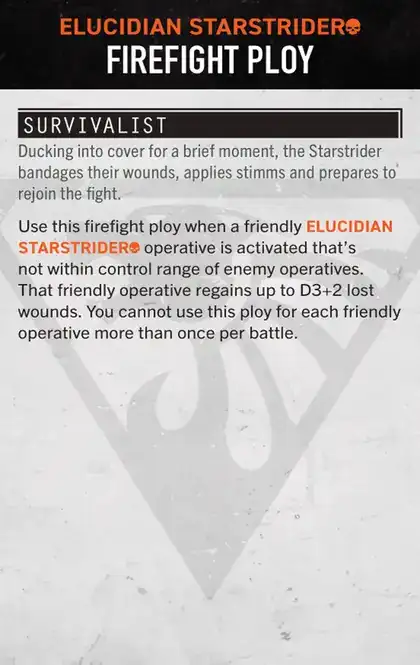 ELUCIDIAN STARSTRIDER
FIREFIGHT PLOY
SURVIVALIST
Ducking into cover for a brief moment, the Starstrider
bandages their wounds, applies stimms and prepares to
rejoin the fight.
Use this firefight ploy when a friendly ELUCIDIAN
STARSTRIDER operative is activated that's
not within control range of enemy operatives.
That friendly operative regains up to D3+2 lost
wounds. You cannot use this ploy for each friendly
operative more than once per battle.